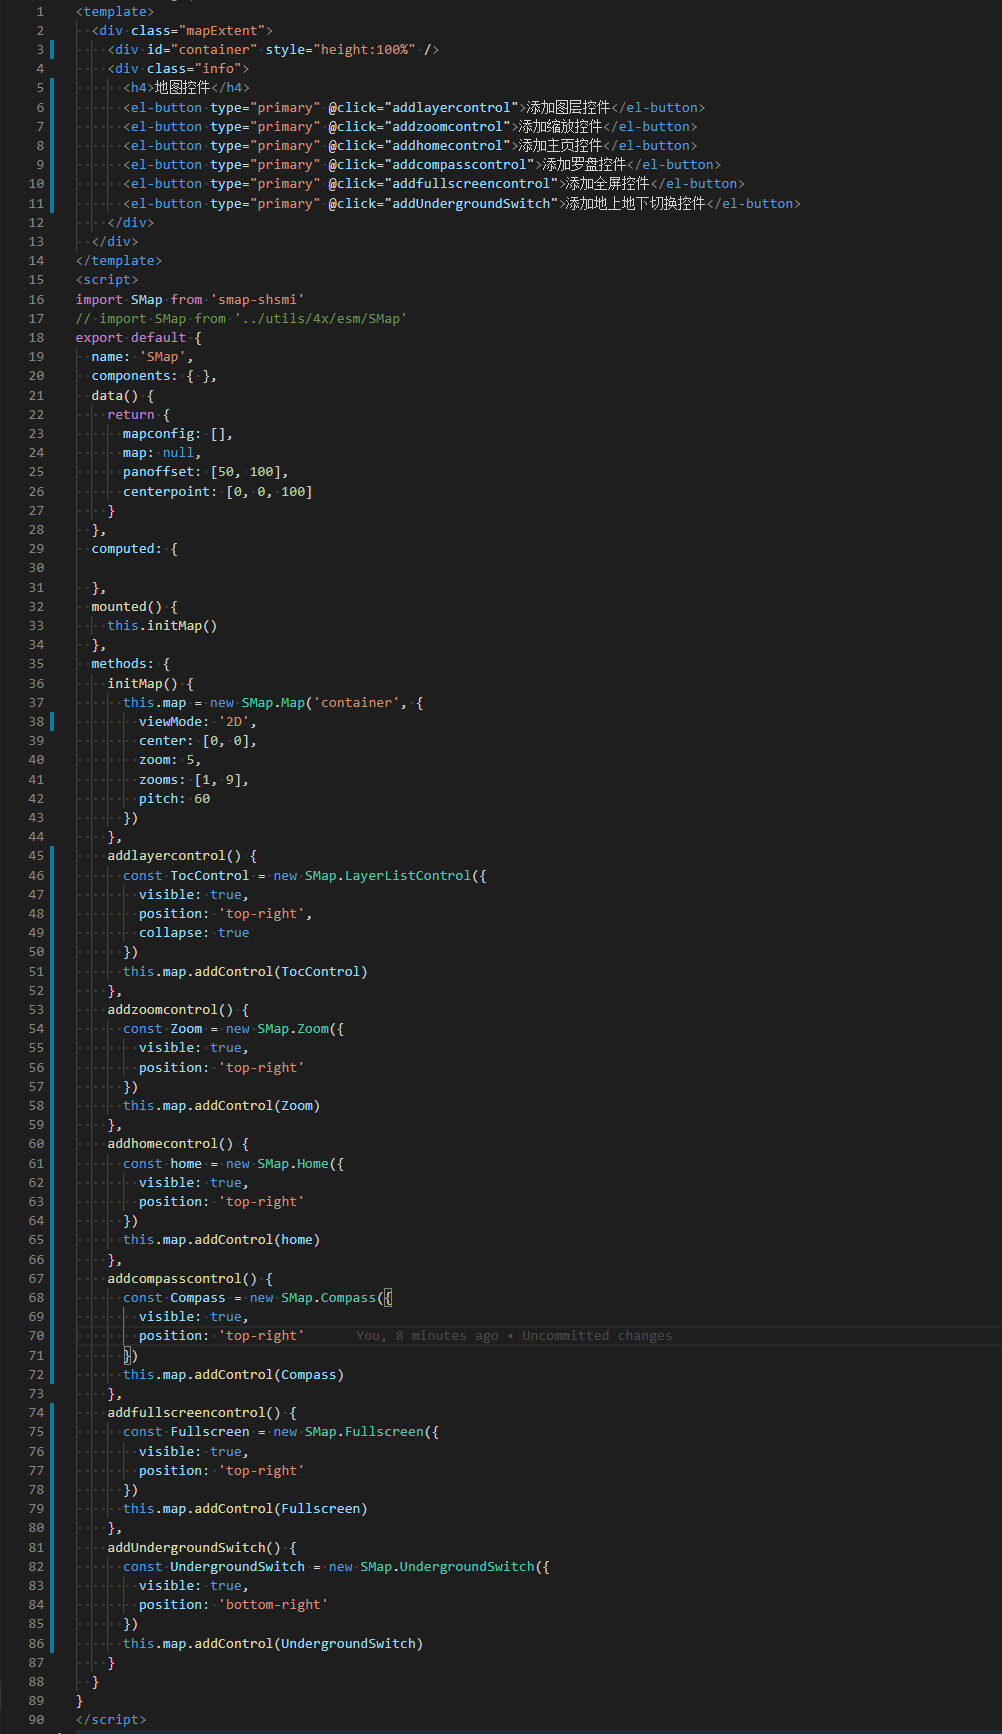 1 <template>
2 <div class="mapExtent">
3 <div id="container" style="height:100%" />
4 <div class="info">
5 <h4>地图控件</h4>
6 <el-button type="primary" @click="addlayercontrol">添加图层控件</el-button>
7 <el-button type="primary" @click="addzoomcontrol">添加缩放控件</el-button>
8 <el-button type="primary" @click="addhomecontrol">添加主页控件</el-button>
9 <el-button type="primary" @click="addcompasscontrol">添加罗盘控件</el-button>
10 <el-button type="primary" @click="addfullscreencontrol">添加全屏控件</el-button>
11 <el-button type="primary" @click="addUndergroundSwitch">添加地上地下切换控件</el-button>
12 </div>
13 </div>
14 </template>
15 <script>
16 import SMap from 'smap-shsmi'
17 // import SMap from '../utils/4x/esm/SMap'
18 export default {
19 name: 'SMap',
20 components: { },
21 data() {
22 return {
23 mapconfig: [],
24 map: null,
25 panoffset: [50, 100],
26 centerpoint: [0, 0, 100]
27 }
28 },
29 computed: {
30
31 },
32 mounted() {
33 this.initMap()
34 },
35 methods: {
36 initMap() {
37 this.map = new SMap.Map('container', {
38 viewMode: '2D',
39 center: [0, 0],
40 zoom: 5,
41 zooms: [1, 9],
42 pitch: 60
43 })
44 },
45 addlayercontrol() {
46 const TocControl = new SMap.LayerListControl({
47 visible: true,
48 position: 'top-right',
49 collapse: true
50 })
51 this.map.addControl(TocControl)
52 },
53 addzoomcontrol() {
54 const Zoom = new SMap.Zoom({
55 visible: true,
56 position: 'top-right'
57 })
58 this.map.addControl(Zoom)
59 },
60 addhomecontrol() {
61 const home = new SMap.Home({
62 visible: true,
63 position: 'top-right'
64 })
65 this.map.addControl(home)
66 },
67 addcompasscontrol() {
68 const Compass = new SMap.Compass({
69 visible: true,
70 position: 'top-right' You, 8 minutes ago • Uncommitted changes
71 })
72 this.map.addControl(Compass)
73 },
74 addfullscreencontrol() {
75 const Fullscreen = new SMap.Fullscreen({
76 visible: true,
77 position: 'top-right'
78 })
79 this.map.addControl(Fullscreen)
80 },
81 addUndergroundSwitch() {
82 const UndergroundSwitch = new SMap.UndergroundSwitch({
83 visible: true,
84 position: 'bottom-right'
85 })
86 this.map.addControl(UndergroundSwitch)
87 }
88 }
89 }
90 </script>